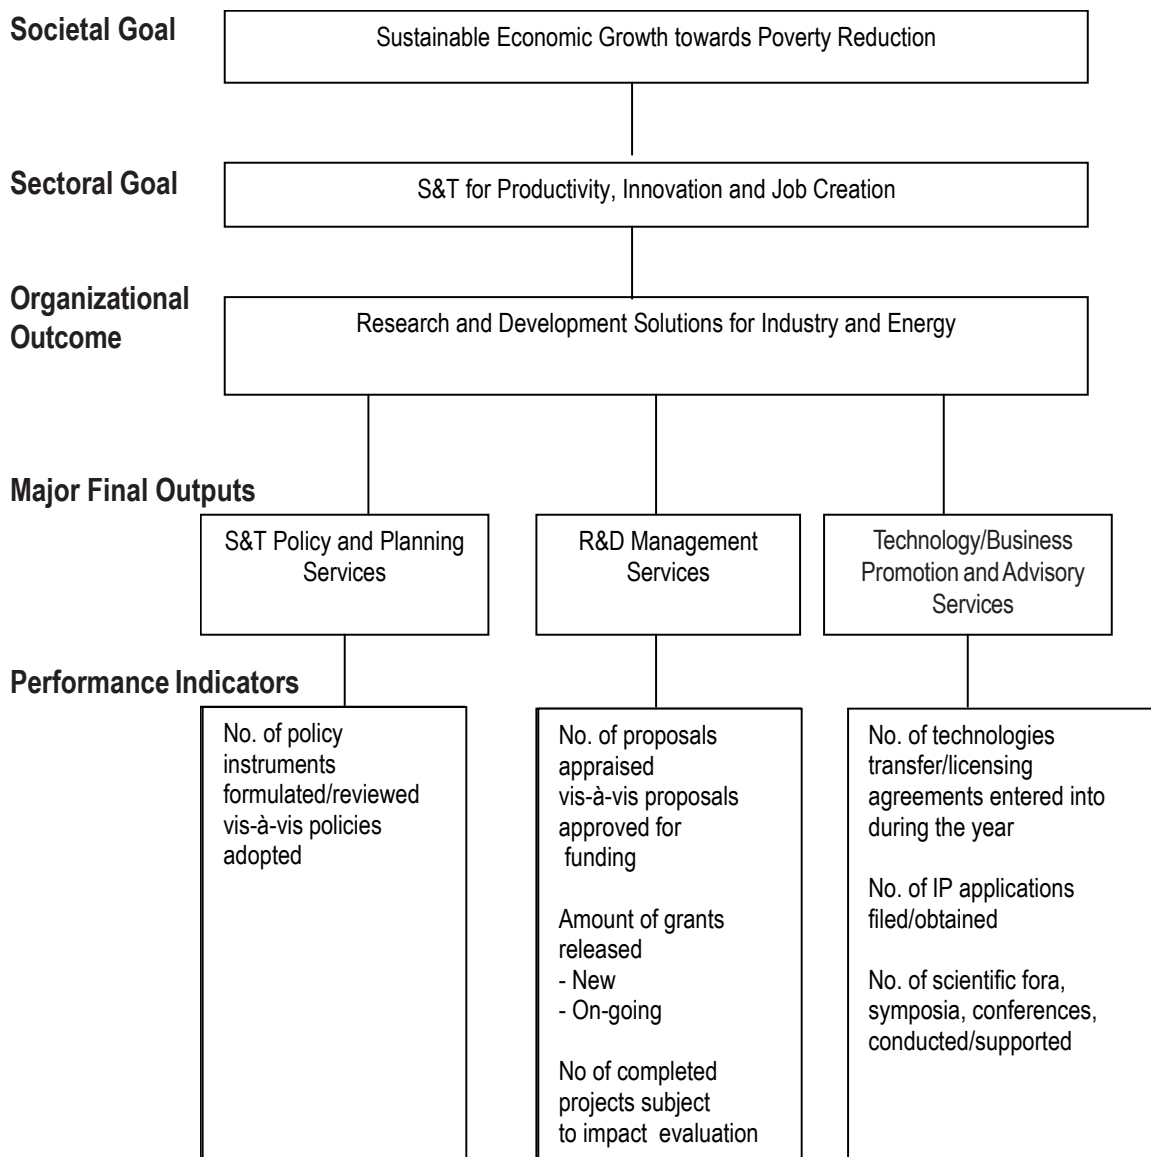 Societal Goal
Sustainable Economic Growth towards Poverty Reduction
Sectoral Goal
S&T for Productivity, Innovation and Job Creation
Organizational
Outcome
Research and Development Solutions for Industry and Energy
Major Final Outputs
S&T Policy and Planning
Services
R&D Management
Services
Technology/Business
Promotion and Advisory
Services
Performance Indicators
No. of policy
instruments
formulated/reviewed
vis-à-vis policies
adopted
No. of proposals
appraised
vis-à-vis proposals
approved for
funding
Amount of grants
released
- New
- On-going
No of completed
projects subject
to impact evaluation
No. of technologies
transfer/licensing
agreements entered into
during the year
No. of IP applications
filed/obtained
No. of scientific fora,
symposia, conferences,
conducted/supported